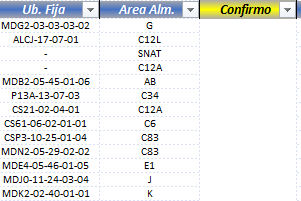 Ub. Fija Area Alm. Confirmo
MDG2-03-03-03-02 G
ALCJ-17-07-01 C12L
- SNAT
- C12A
MDB2-05-45-01-06 AB
P13A-13-07-03 C34
CS21-02-04-01 C12A
CS61-06-02-01-01 C6
CSP3-10-25-01-04 C83
MDN2-05-29-02-02 C83
MDE4-05-46-01-05 E1
MDJ0-11-24-03-04 J
MDK2-02-40-01-01 K